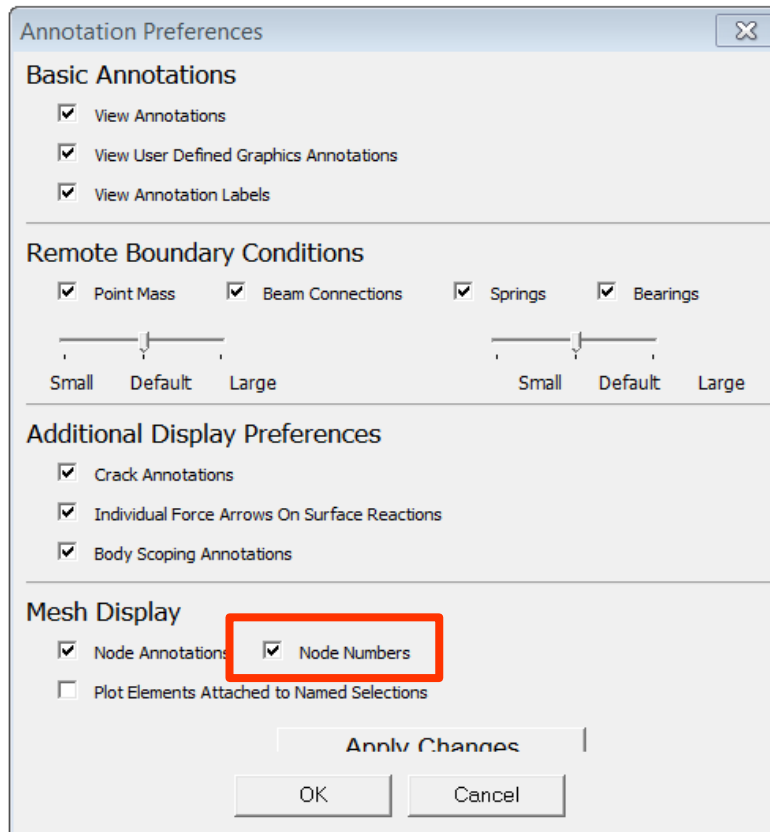 Annotation Preferences
Basic Annotations
View Annotations
View User Defined Graphics Annotations
View Annotation Labels
Remote Boundary Conditions
Point Mass Beam Connections Springs Bearings
Small Default Large Small Default Large
Additional Display Preferences
Crack Annotations
Individual Force Arrows On Surface Reactions
Body Scoping Annotations
Mesh Display
Node Annotations Node Numbers
Plot Elements Attached to Named Selections
Apply Changes
OK Cancel